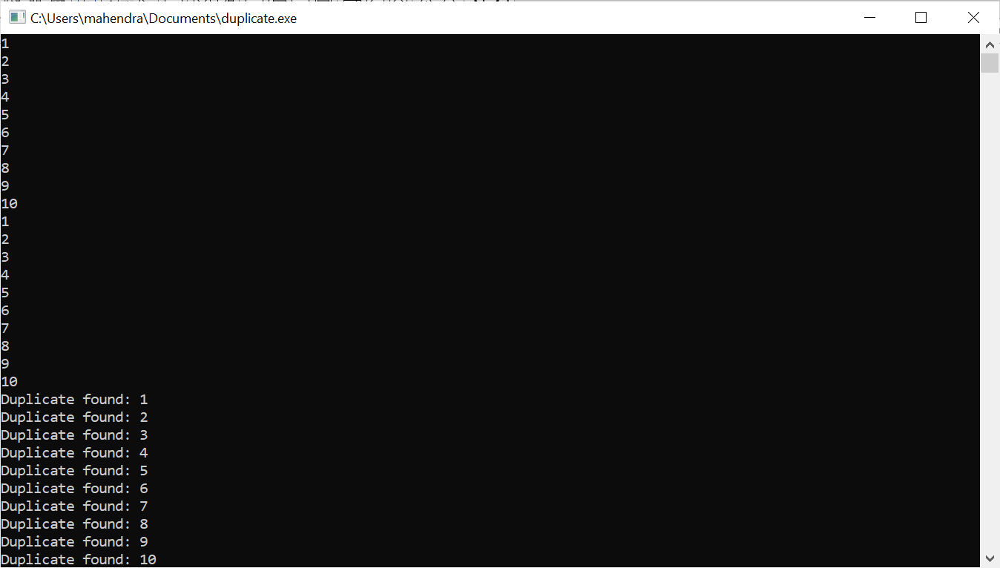 C:\Users\mahendra\Documents\duplicate.exe
1
2
3
4
5
6
7
8
9
10
1
2
3
4
5
6
7
8
9
10
Duplicate found: 1
Duplicate found: 2
Duplicate found: 3
Duplicate found: 4
Duplicate found: 5
Duplicate found: 6
Duplicate found: 7
Duplicate found: 8
Duplicate found: 9
Duplicate found: 10